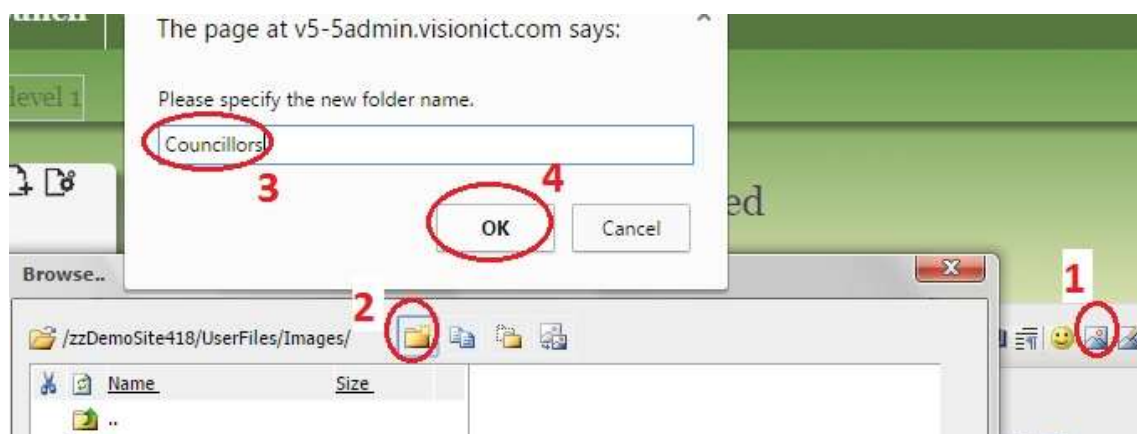 The page at v5-5admin.visionict.com says:
level 1
Please specify the new folder name.
Councillors
3
4
ed
OK
Cancel
Browse..
1
2
/zzDemoSite418/UserFiles/Images/
Name
Size
..